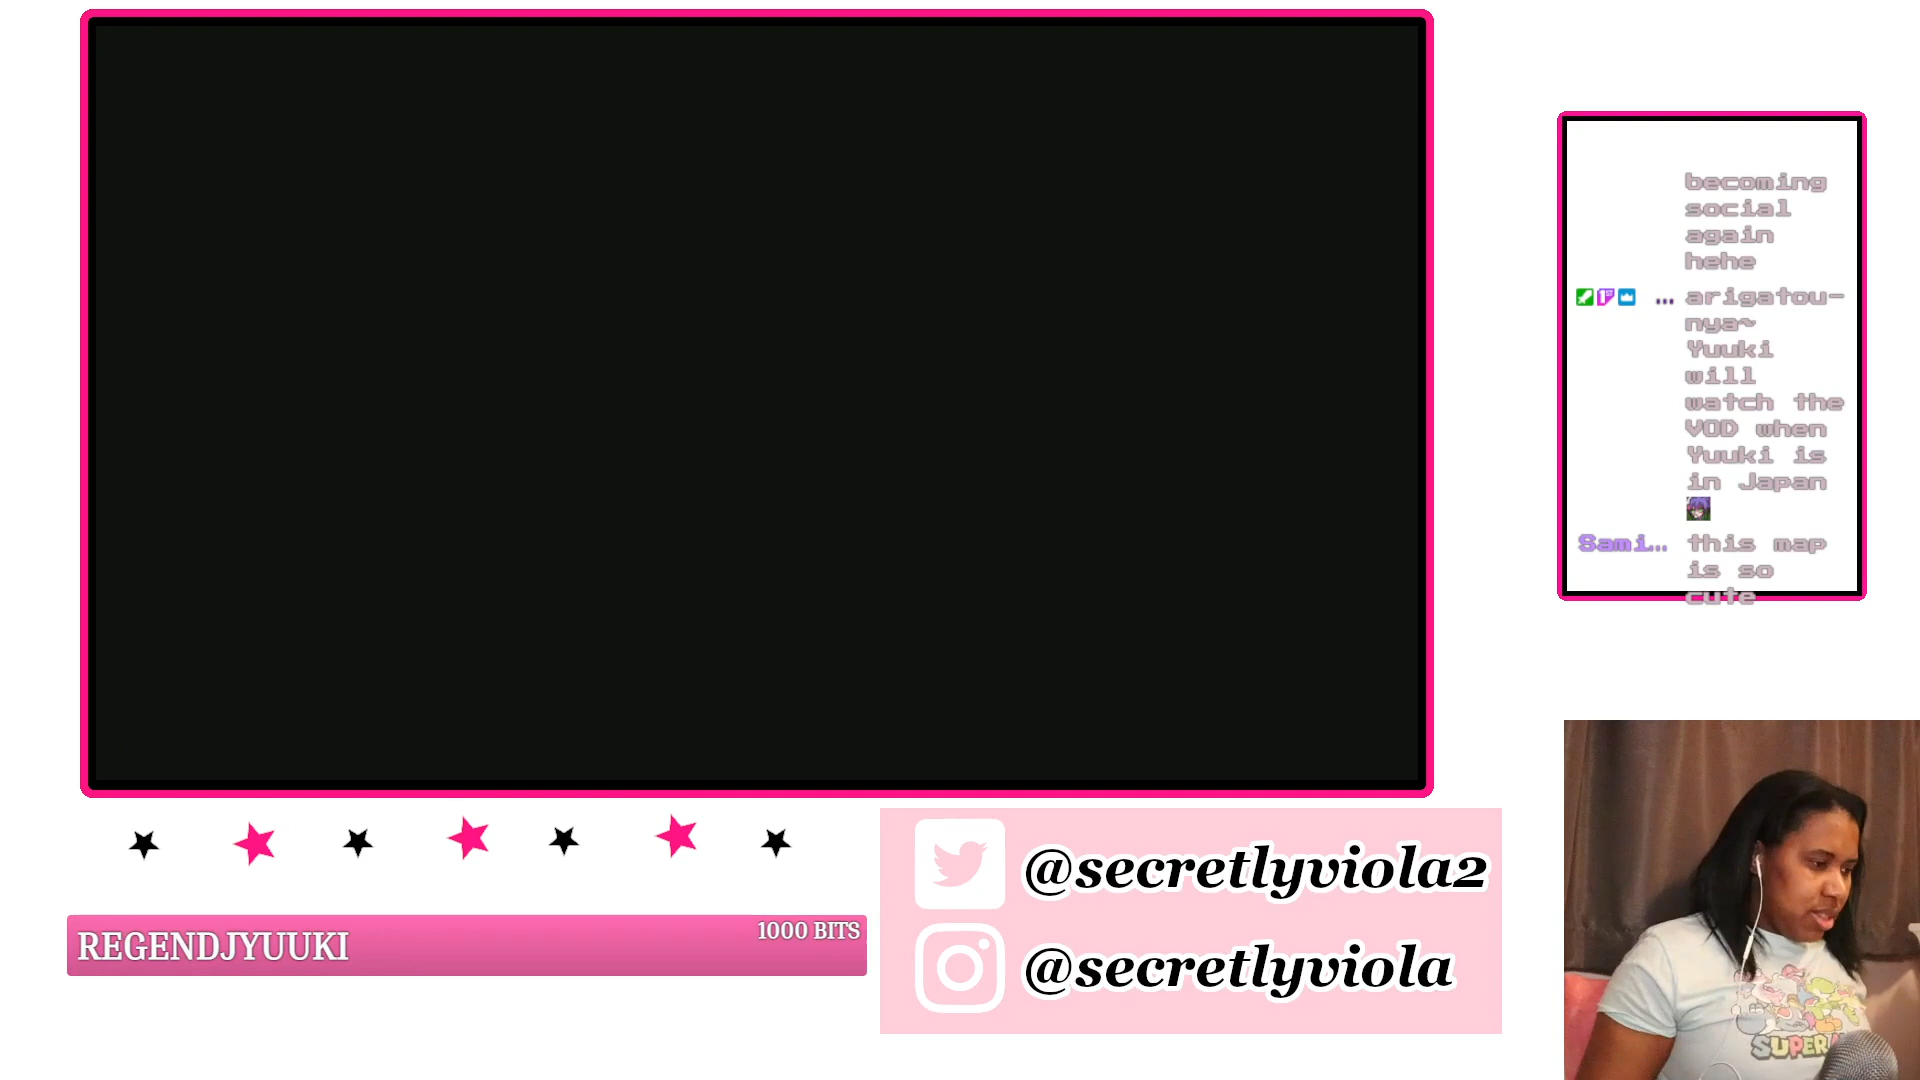 becoming
social
again
hehe
... arigatou-
nya~
Yuuki
will
watch the
VOD when
Yuuki is
in Japan
Sami... this map
is so
cute
@secretlyviola2
REGENDJYUUKI
1000 BITS
@secretlyviola